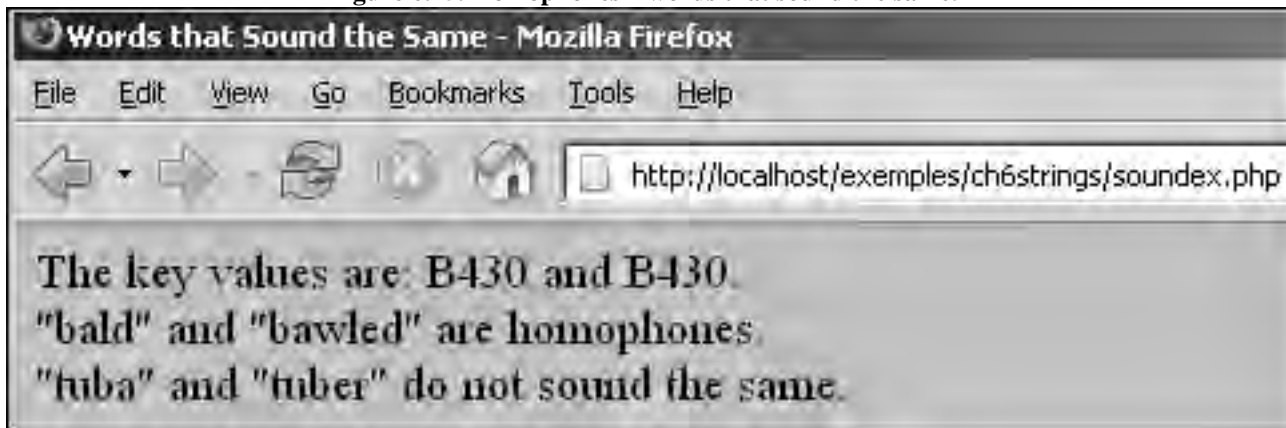 Words that Sound the Same - Mozilla Firefox
File Edit View Go Bookmarks Tools Help
http://localhost/exemples/ch6strings/soundex.php
The key values are: B430 and B430.
"bald" and "bawled" are homophones.
"tuba" and "tuber" do not sound the same.